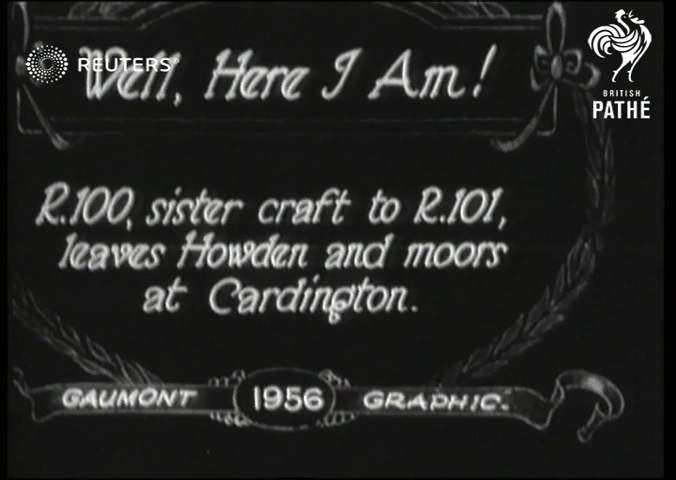 Well, Here I Am!
REUTERS
BRITISH
PATHÉ
R.100, sister craft to R.101,
leaves Howden and moors
at Cardington.
GAUMONT 1956 GRAPHIC.